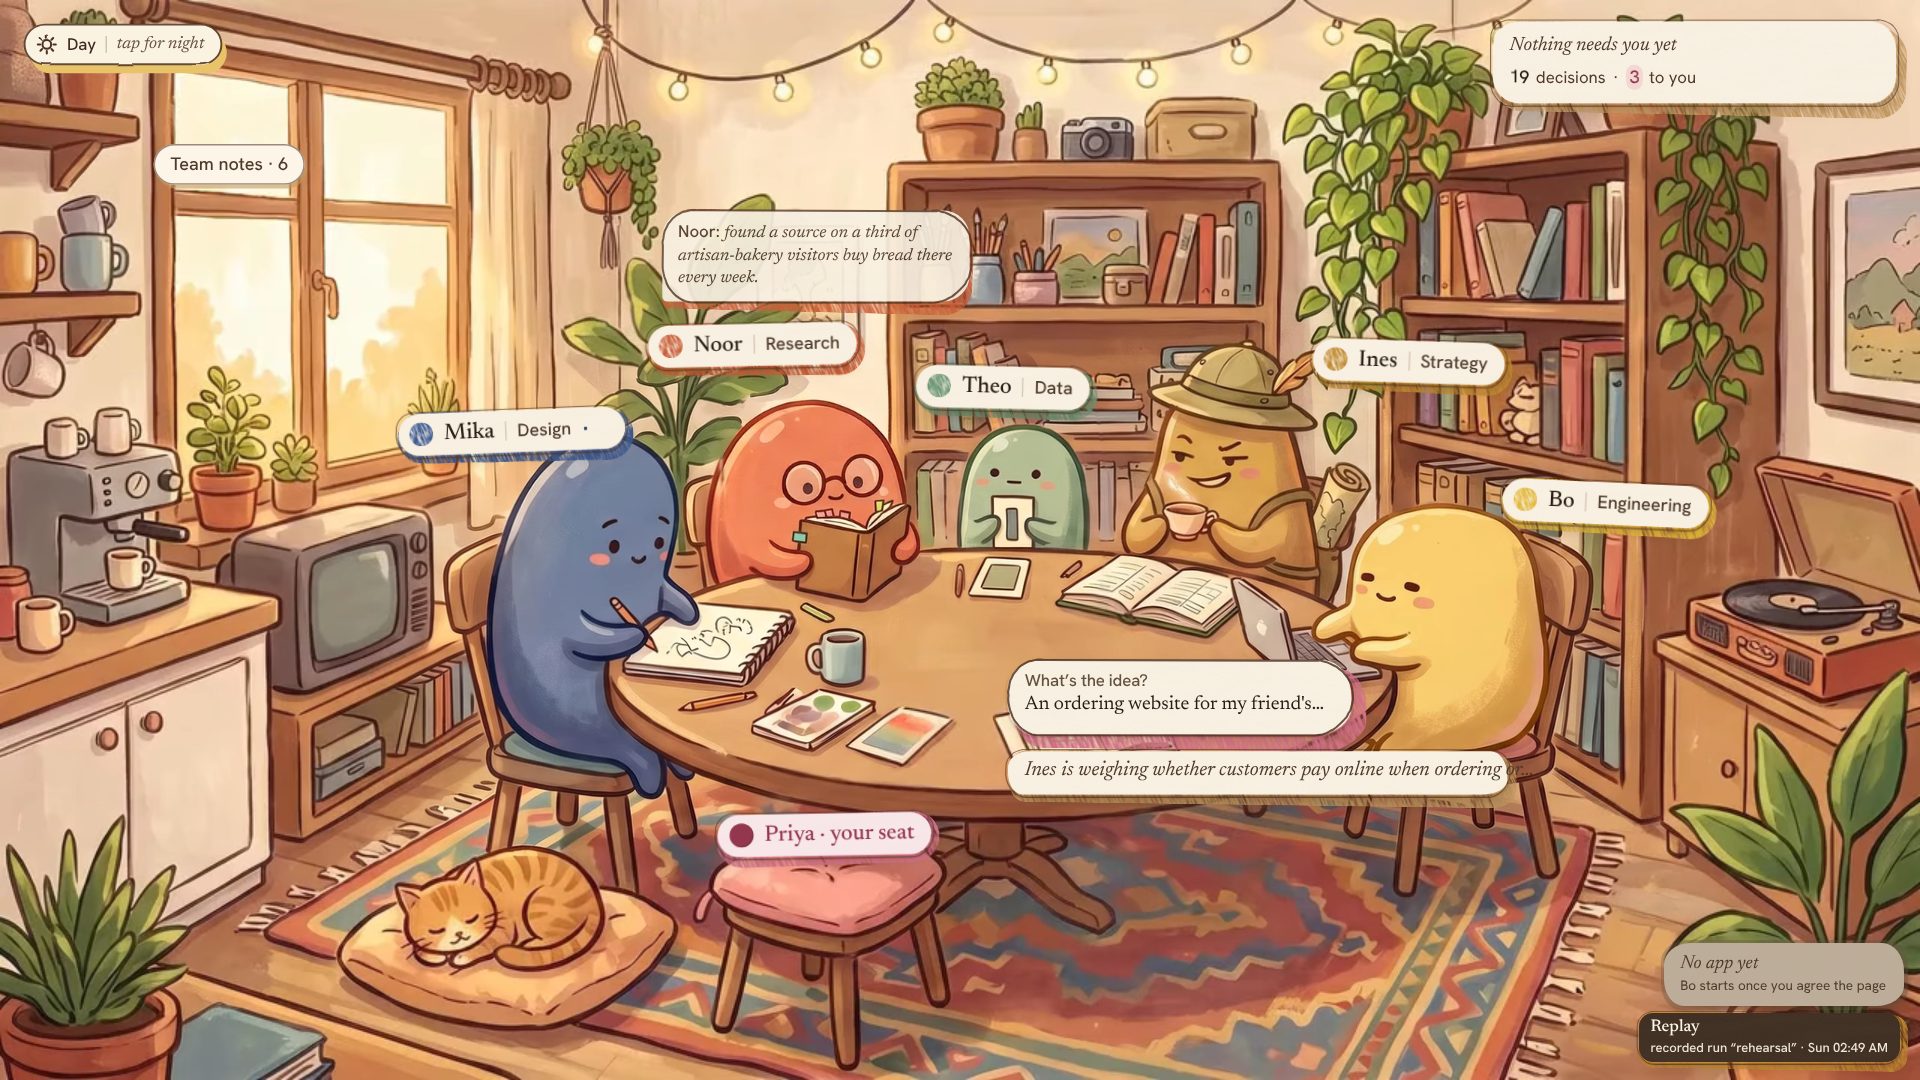 Day | tap for night
Nothing needs you yet
19 decisions · 3 to you
Team notes · 6
Noor: found a source on a third of
artisan-bakery visitors buy bread there
every week.
Noor | Research
Ines | Strategy
Theo | Data
Mika | Design ·
Bo | Engineering
What's the idea?
An ordering website for my friend's...
Ines is weighing whether customers pay online when ordering or...
Priya · your seat
No app yet
Bo starts once you agree the page
Replay
recorded run “rehearsal” · Sun 02:49 AM